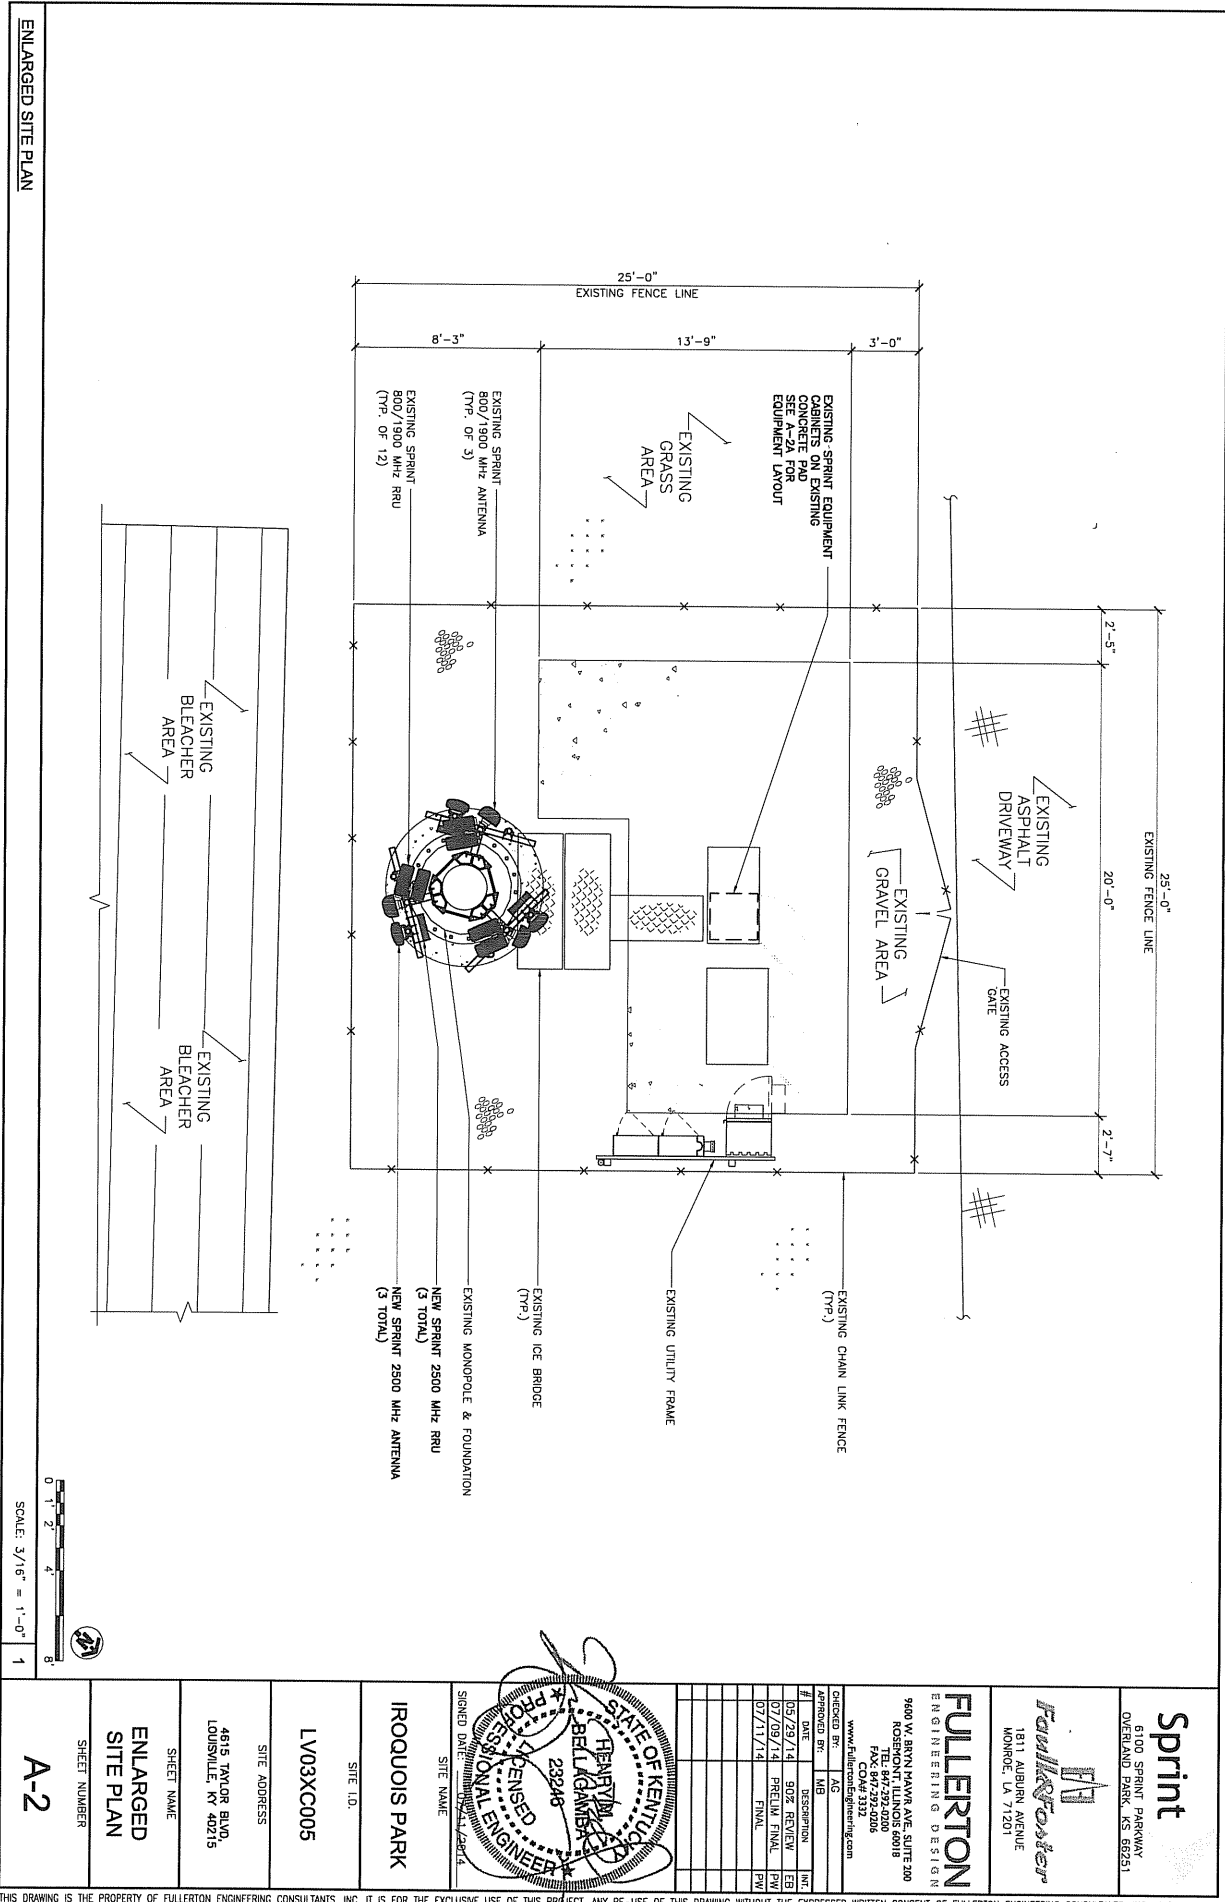 ENLARGED SITE PLAN
25'-0"
EXISTING FENCE LINE
8'-3"
13'-9"
3'-0"
EXISTING SPRINT
800/1900 MHz RRU
(TYP. OF 12)
EXISTING SPRINT
800/1900 MHz ANTENNA
(TYP. OF 3)
EXISTING
GRASS
AREA
EXISTING SPRINT EQUIPMENT
CABINETS ON EXISTING
CONCRETE PAD
SEE A-2A FOR
EQUIPMENT LAYOUT
2'-5"
20'-0"
2'-7"
25'-0"
EXISTING FENCE LINE
EXISTING
ASPHALT
DRIVEWAY
EXISTING
GRAVEL AREA
EXISTING ACCESS
GATE
EXISTING
BLEACHER
AREA
EXISTING
BLEACHER
AREA
EXISTING CHAIN LINK FENCE
(TYP.)
EXISTING UTILITY FRAME
EXISTING ICE BRIDGE
(TYP.)
EXISTING MONOPOLE & FOUNDATION
NEW SPRINT 2500 MHz RRU
(3 TOTAL)
NEW SPRINT 2500 MHz ANTENNA
(3 TOTAL)
0 1' 2' 4' 8'
SCALE: 3/16" = 1'-0"
1
N
Sprint
6100 SPRINT PARKWAY
OVERLAND PARK, KS 66251
Faulk&Foster
1811 AUBURN AVENUE
MONROE, LA 71201
FULLERTON
ENGINEERING DESIGN
9600 W. BRYN MAWR AVE, SUITE 200
ROSEMONT, ILLINOIS 60018
TEL: 847-292-0200
FAX: 847-292-0206
COA# 3332
www.FullertonEngineering.com
CHECKED BY: AG
APPROVED BY: MB
# DATE DESCRIPTION INT.
05/29/14 90% REVIEW EB
07/09/14 PRELIM FINAL PW
07/11/14 FINAL PW
STATE OF KENTUCKY
HENRY M
BELLAGAMBA
23246
LICENSED
PROFESSIONAL ENGINEER
SIGNED DATE:
SITE NAME
IROQUOIS PARK
SITE I.D.
LV03XC005
SITE ADDRESS
4615 TAYLOR BLVD,
LOUISVILLE, KY 40215
SHEET NAME
ENLARGED
SITE PLAN
SHEET NUMBER
A-2
THIS DRAWING IS THE PROPERTY OF FULLERTON ENGINEERING CONSULTANTS, INC. IT IS FOR THE EXCLUSIVE USE OF THIS PROJECT. ANY RE-USE OF THIS DRAWING WITHOUT THE EXPRESSED WRITTEN CONSENT OF FULLERTON ENGINEERING